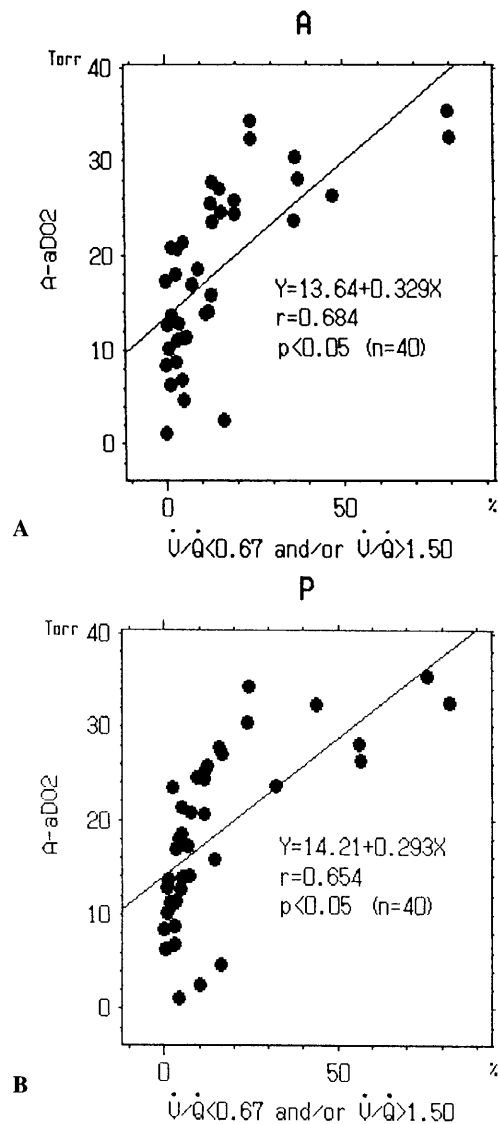 A
Torr
40
30
20
10
0
A-aDO2
Y=13.64+0.329X
r=0.684
p<0.05 (n=40)
0
50
%
A
V̇/Q̇<0.67 and/or V̇/Q̇>1.50
P
Torr
40
30
20
10
0
A-aDO2
Y=14.21+0.293X
r=0.654
p<0.05 (n=40)
0
50
%
B
V̇/Q̇<0.67 and/or V̇/Q̇>1.50